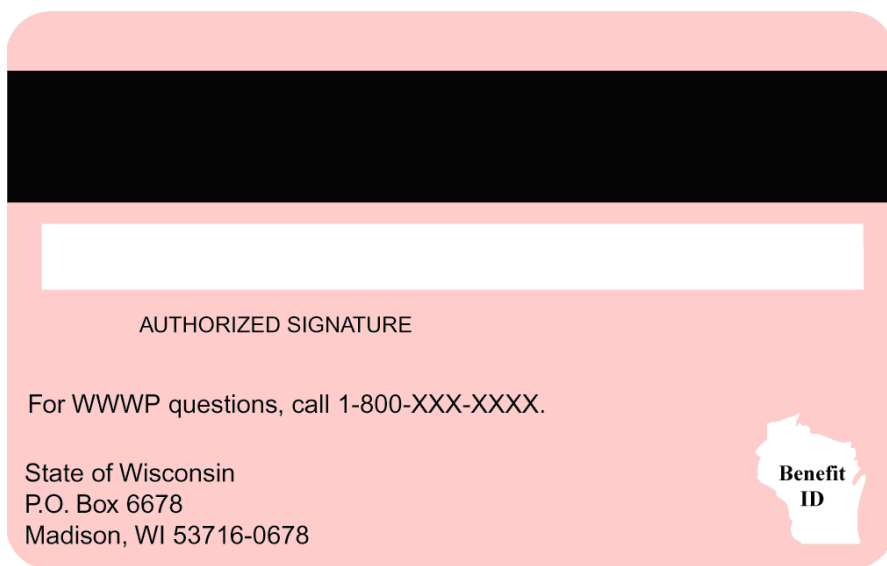 AUTHORIZED SIGNATURE
For WWWP questions, call 1-800-XXX-XXXX.
State of Wisconsin
P.O. Box 6678
Madison, WI 53716-0678
Benefit
ID